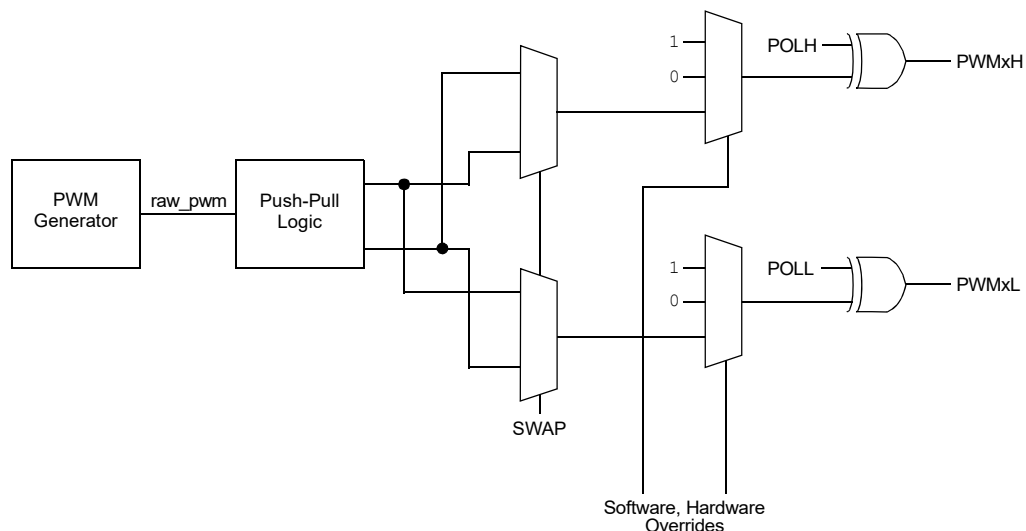 1
POLH
PWMxH
0
PWM
Generator
raw_pwm
Push-Pull
Logic
1
POLL
PWMxL
0
SWAP
Software, Hardware
Overrides